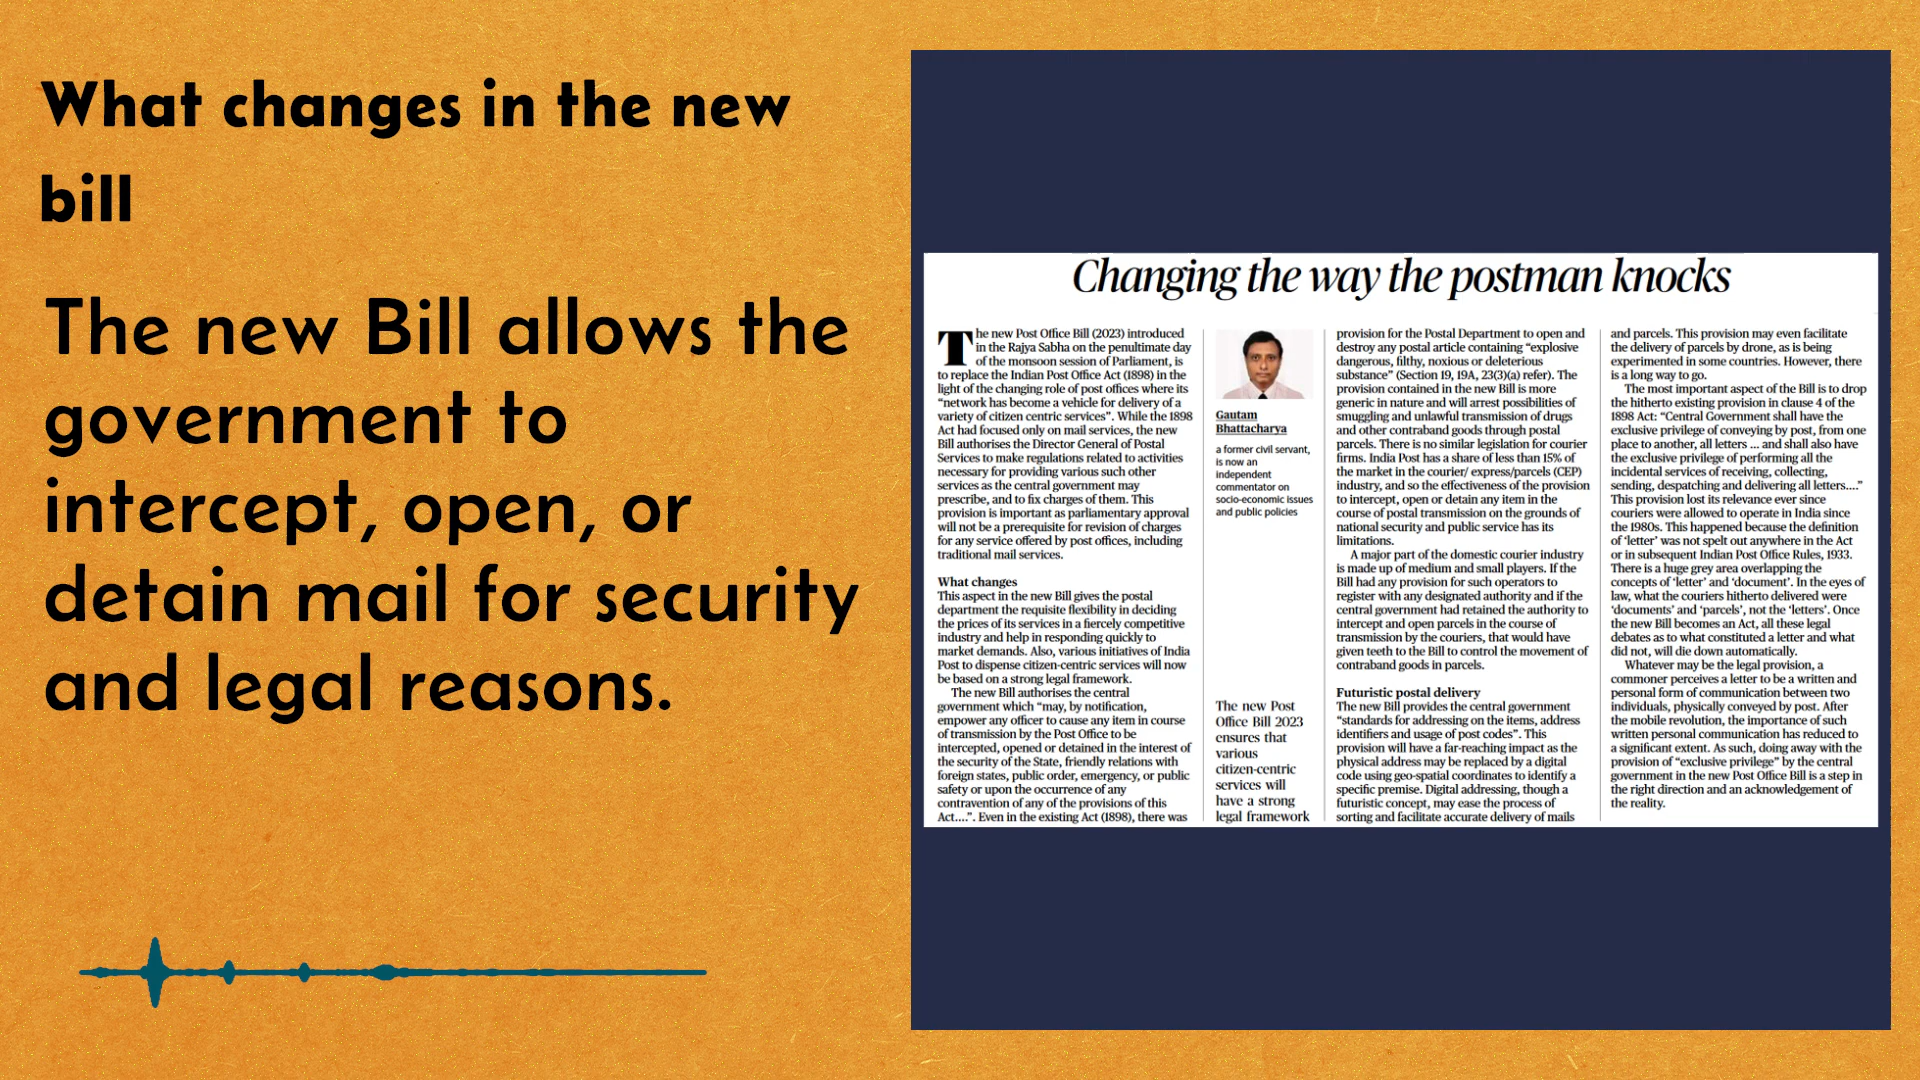 What changes in the new
bill
The new Bill allows the
government to
intercept, open, or
detain mail for security
and legal reasons.
Changing the way the postman knocks
The new Post Office Bill (2023) introduced
in the Rajya Sabha on the penultimate day
of the monsoon session of Parliament, is
to replace the Indian Post Office Act (1898) in the
light of the changing role of post offices where its
“network has become a vehicle for delivery of a
variety of citizen centric services”. While the 1898
Act had focused only on mail services, the new
Bill authorises the Director General of Postal
Services to make regulations related to activities
necessary for providing various such other
services as the central government may
prescribe, and to fix charges of them. This
provision is important as parliamentary approval
will not be a prerequisite for revision of charges
for any service offered by post offices, including
traditional mail services.
What changes
This aspect in the new Bill gives the postal
department the requisite flexibility in deciding
the prices of its services in a fiercely competitive
industry and help in responding quickly to
market demands. Also, various initiatives of India
Post to dispense citizen-centric services will now
be based on a strong legal framework.
The new Bill authorises the central
government which “may, by notification,
empower any officer to cause any item in course
of transmission by the Post Office to be
intercepted, opened or detained in the interest of
the security of the State, friendly relations with
foreign states, public order, emergency, or public
safety or upon the occurrence of any
contravention of any of the provisions of this
Act....”. Even in the existing Act (1898), there was
Gautam
Bhattacharya
a former civil servant,
is now an
independent
commentator on
socio-economic issues
and public policies
The new Post
Office Bill 2023
ensures that
various
citizen-centric
services will
have a strong
legal framework
provision for the Postal Department to open and
destroy any postal article containing “explosive
dangerous, filthy, noxious or deleterious
substance” (Section 19, 19A, 23(3)(a) refer). The
provision contained in the new Bill is more
generic in nature and will arrest possibilities of
smuggling and unlawful transmission of drugs
and other contraband goods through postal
parcels. There is no similar legislation for courier
firms. India Post has a share of less than 15% of
the market in the courier/ express/parcels (CEP)
industry, and so the effectiveness of the provision
to intercept, open or detain any item in the
course of postal transmission on the grounds of
national security and public service has its
limitations.
A major part of the domestic courier industry
is made up of medium and small players. If the
Bill had any provision for such operators to
register with any designated authority and if the
central government had retained the authority to
intercept and open parcels in the course of
transmission by the couriers, that would have
given teeth to the Bill to control the movement of
contraband goods in parcels.
Futuristic postal delivery
The new Bill provides the central government
“standards for addressing on the items, address
identifiers and usage of post codes”. This
provision will have a far-reaching impact as the
physical address may be replaced by a digital
code using geo-spatial coordinates to identify a
specific premise. Digital addressing, though a
futuristic concept, may ease the process of
sorting and facilitate accurate delivery of mails
and parcels. This provision may even facilitate
the delivery of parcels by drone, as is being
experimented in some countries. However, there
is a long way to go.
The most important aspect of the Bill is to drop
the hitherto existing provision in clause 4 of the
1898 Act: “Central Government shall have the
exclusive privilege of conveying by post, from one
place to another, all letters ... and shall also have
the exclusive privilege of performing all the
incidental services of receiving, collecting,
sending, despatching and delivering all letters....”
This provision lost its relevance ever since
couriers were allowed to operate in India since
the 1980s. This happened because the definition
of ‘letter’ was not spelt out anywhere in the Act
or in subsequent Indian Post Office Rules, 1933.
There is a huge grey area overlapping the
concepts of ‘letter’ and ‘document’. In the eyes of
law, what the couriers hitherto delivered were
‘documents’ and ‘parcels’, not the ‘letters’. Once
the new Bill becomes an Act, all these legal
debates as to what constituted a letter and what
did not, will die down automatically.
Whatever may be the legal provision, a
commoner perceives a letter to be a written and
personal form of communication between two
individuals, physically conveyed by post. After
the mobile revolution, the importance of such
written personal communication has reduced to
a significant extent. As such, doing away with the
provision of “exclusive privilege” by the central
government in the new Post Office Bill is a step in
the right direction and an acknowledgement of
the reality.